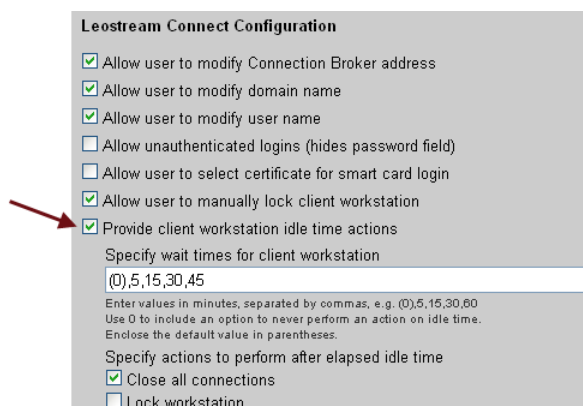 Leostream Connect Configuration
Allow user to modify Connection Broker address
Allow user to modify domain name
Allow user to modify user name
Allow unauthenticated logins (hides password field)
Allow user to select certificate for smart card login
Allow user to manually lock client workstation
Provide client workstation idle time actions
Specify wait times for client workstation
(0),5,15,30,45
Enter values in minutes, separated by commas, e.g. (0),5,15,30,60
Use 0 to include an option to never perform an action on idle time.
Enclose the default value in parentheses.
Specify actions to perform after elapsed idle time
Close all connections
Lock workstation